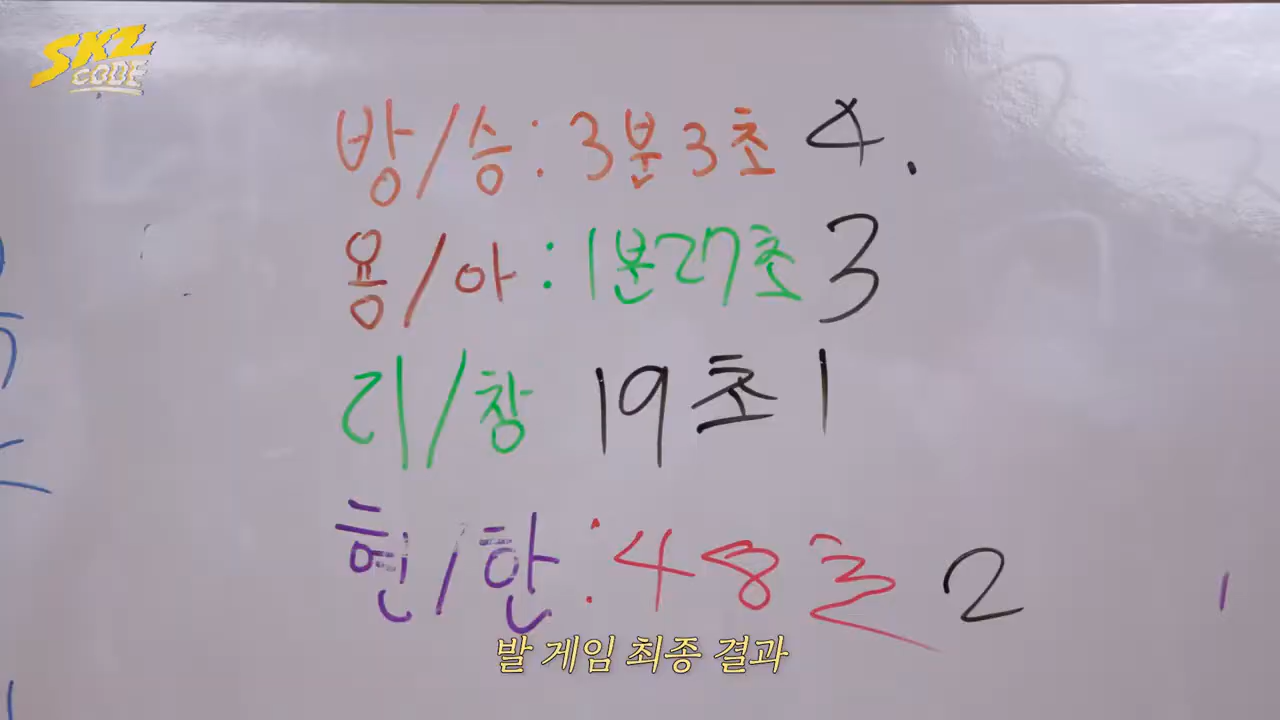 SKZ CODE
방/승: 3분 3초 4.
용/아: 1분27초 3
리/창 19초 1
현/한: 48초 2
발 게임 최종 결과